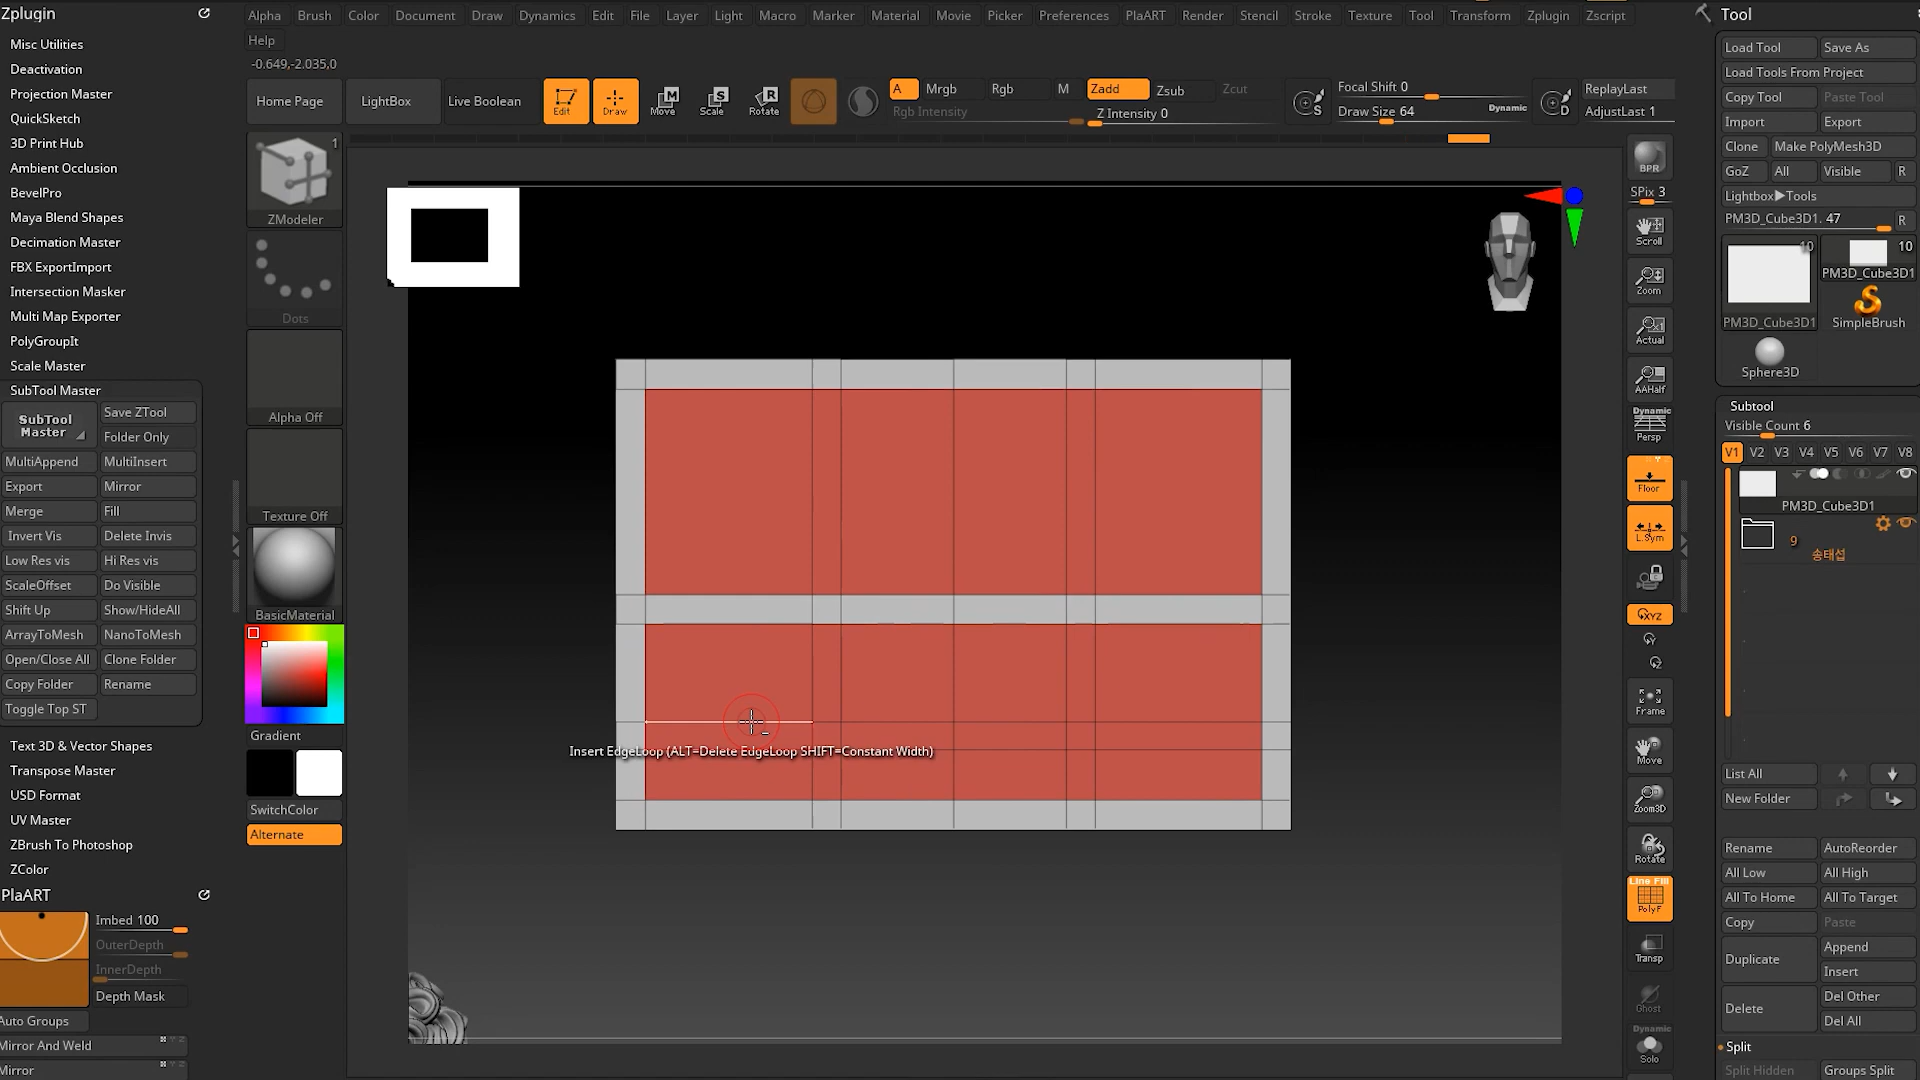 Zplugin
Misc Utilities
Deactivation
Projection Master
QuickSketch
3D Print Hub
Ambient Occlusion
BevelPro
Maya Blend Shapes
Decimation Master
FBX ExportImport
Intersection Masker
Multi Map Exporter
PolyGroupIt
Scale Master
SubTool Master
SubTool Master
Save ZTool
Folder Only
MultiAppend MultiInsert
Export Mirror
Merge Fill
Invert Vis Delete Invis
Low Res vis Hi Res vis
ScaleOffset Do Visible
Shift Up Show/HideAll
ArrayToMesh NanoToMesh
Open/Close All Clone Folder
Copy Folder Rename
Toggle Top ST
Text 3D & Vector Shapes
Transpose Master
USD Format
UV Master
ZBrush To Photoshop
ZColor
PlaART
Imbed 100
OuterDepth
InnerDepth
Depth Mask
Auto Groups
Mirror And Weld
Mirror
Alpha Brush Color Document Draw Dynamics Edit File Layer Light Macro Marker Material Movie Picker Preferences PlaART Render Stencil Stroke Texture Tool Transform Zplugin Zscript
Help
-0.649,-2.035,0
Home Page LightBox Live Boolean Edit Draw Move Scale Rotate
A Mrgb Rgb M Zadd Zsub Zcut
Rgb Intensity Z Intensity 0
Focal Shift 0
Draw Size 64 Dynamic
ReplayLast
AdjustLast 1
1
ZModeler
Dots
Alpha Off
Texture Off
BasicMaterial
Gradient
SwitchColor
Alternate
Insert EdgeLoop (ALT=Delete EdgeLoop SHIFT=Constant Width)
BPR
SPix 3
Scroll
Zoom
Actual
AAHalf
Dynamic
Persp
Floor
L.Sym
XYZ
Frame
Move
Zoom3D
Rotate
Line Fill
PolyF
Transp
Ghost
Dynamic
Solo
Tool
Load Tool Save As
Load Tools From Project
Copy Tool Paste Tool
Import Export
Clone Make PolyMesh3D
GoZ All Visible R
Lightbox▶Tools
PM3D_Cube3D1. 47 R
10
10
PM3D_Cube3D1
PM3D_Cube3D1
SimpleBrush
Sphere3D
Subtool
Visible Count 6
V1 V2 V3 V4 V5 V6 V7 V8
PM3D_Cube3D1
9
송태섭
List All
New Folder
Rename AutoReorder
All Low All High
All To Home All To Target
Copy Paste
Duplicate Append
Insert
Delete Del Other
Del All
Split
Split Hidden Groups Split